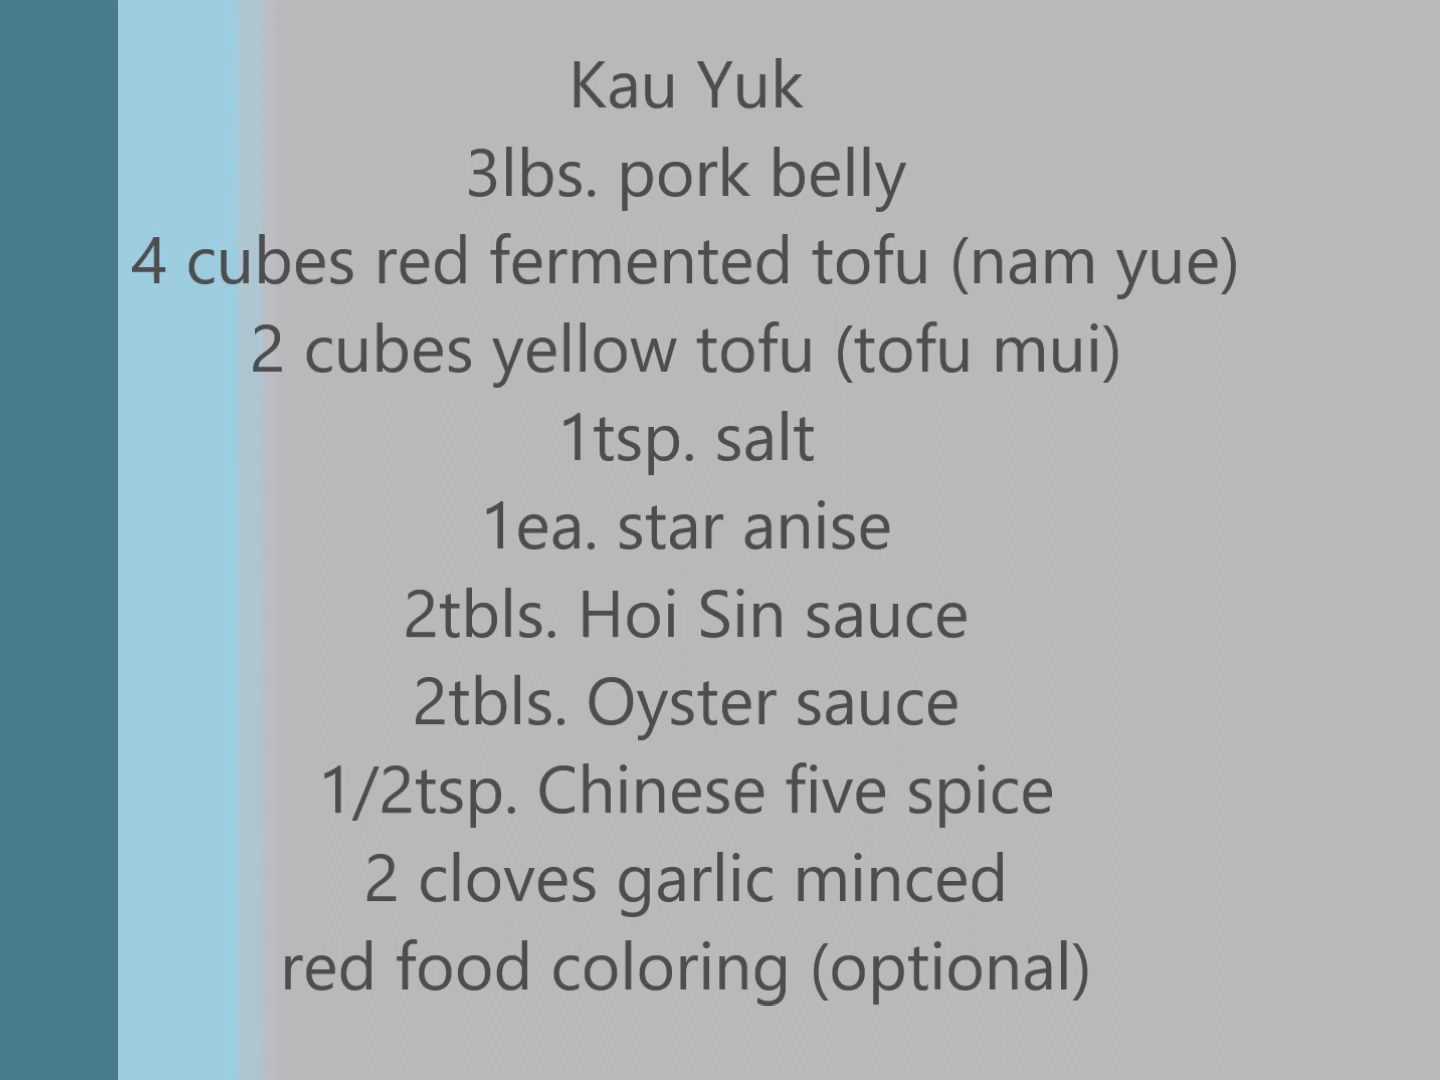 Kau Yuk
3lbs. pork belly
4 cubes red fermented tofu (nam yue)
2 cubes yellow tofu (tofu mui)
1tsp. salt
1ea. star anise
2tbls. Hoi Sin sauce
2tbls. Oyster sauce
1/2tsp. Chinese five spice
2 cloves garlic minced
red food coloring (optional)